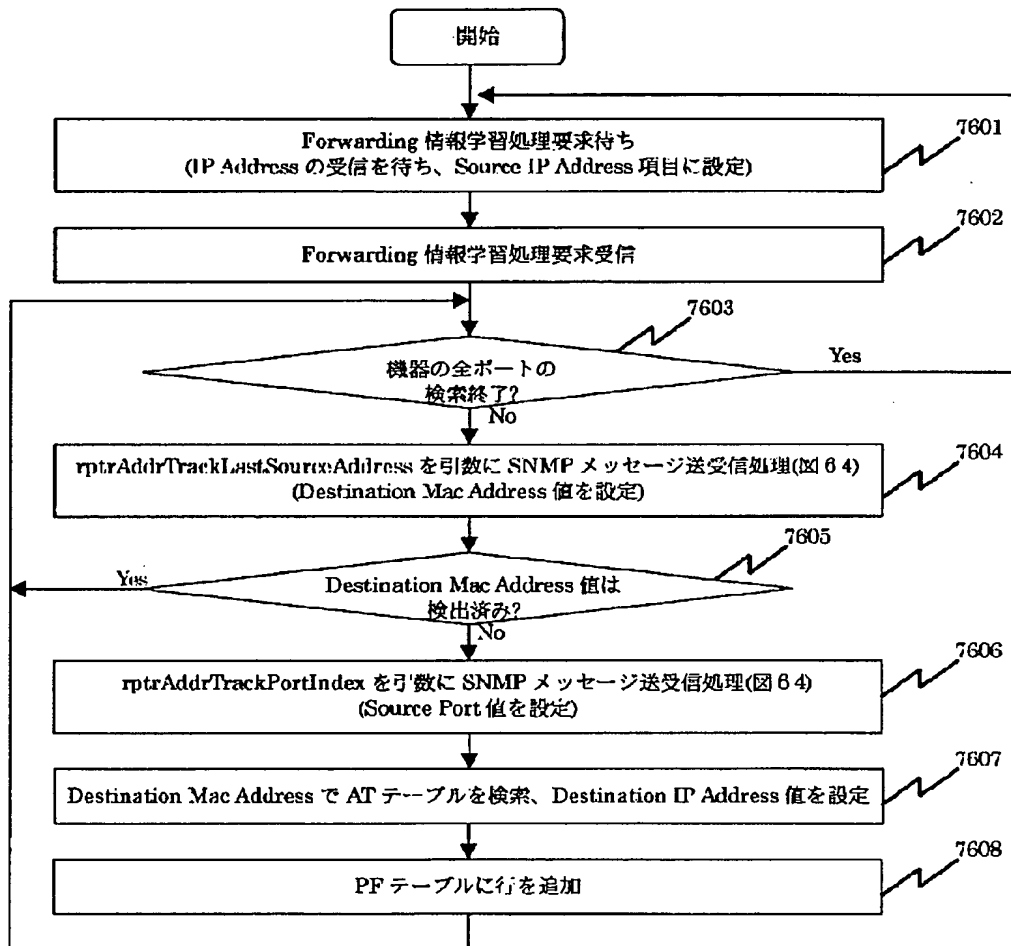 開始
Forwarding 情報学習処理要求待ち
(IP Address の受信を待ち、Source IP Address 項目に設定)
7601
Forwarding 情報学習処理要求受信
7602
7603
機器の全ポートの
検索終了?
Yes
No
rptrAddrTrackLastSourceAddress を引数に SNMP メッセージ送受信処理(図６４)
(Destination Mac Address 値を設定)
7604
7605
Yes
Destination Mac Address 値は
検出済み?
No
rptrAddrTrackPortIndex を引数に SNMP メッセージ送受信処理(図６４)
(Source Port 値を設定)
7606
Destination Mac Address で AT テーブルを検索、Destination IP Address 値を設定
7607
PF テーブルに行を追加
7608